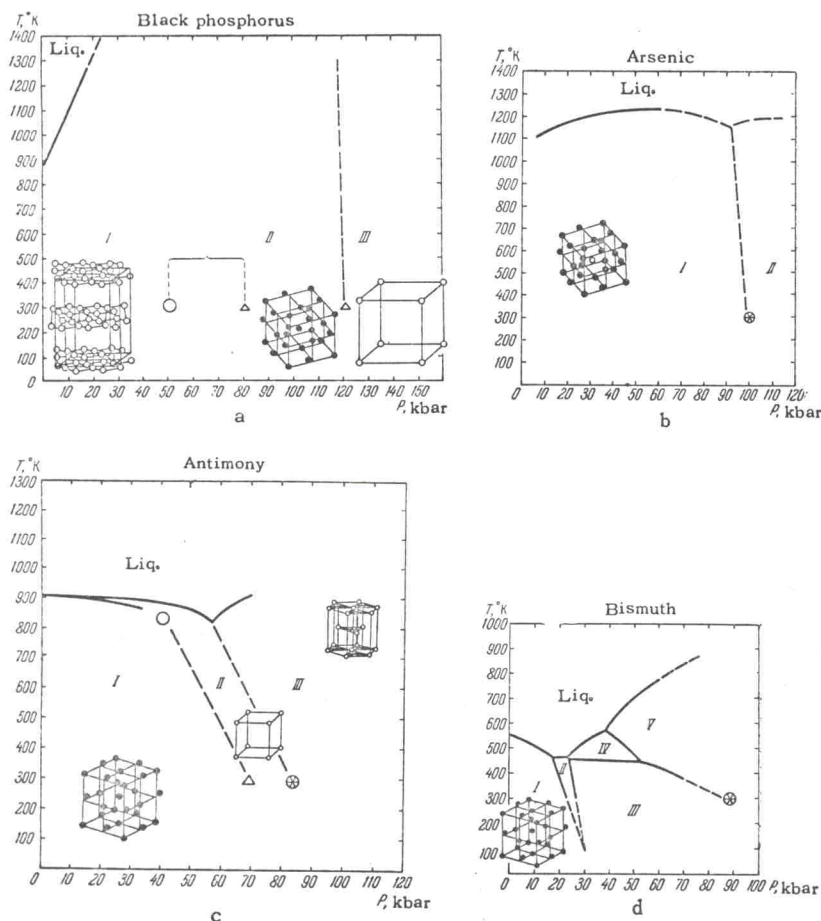 Black phosphorus
T,°K
1400
Liq.
1300
1200
1100
1000
900
800
700
600
500
400
300
200
100
0
I
II
III
0 10 20 30 40 50 60 70 80 90 100 110 120 130 140 150
P, kbar
a
Arsenic
T,°K
1400
1300
Liq.
1200
1100
1000
900
800
700
600
500
400
300
200
100
I
II
0 10 20 30 40 50 60 70 80 90 100 110 120
P, kbar
b
Antimony
T,°K
1300
1200
1100
1000
Liq.
900
800
700
600
500
400
300
200
100
I
II
III
0 10 20 30 40 50 60 70 80 90 100 110 120
P, kbar
c
Bismuth
T,°K
1000
900
800
700
Liq.
600
500
400
300
200
100
I
II
III
IV
V
0 10 20 30 40 50 60 70 80 90 100
P, kbar
d